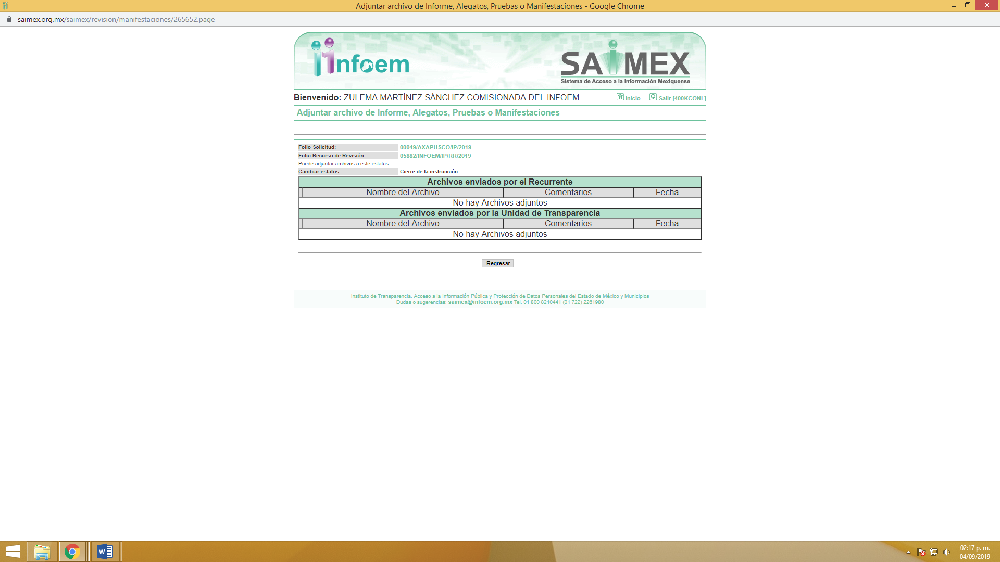 Adjuntar archivo de Informe, Alegatos, Pruebas o Manifestaciones - Google Chrome
saimex.org.mx/saimex/revision/manifestaciones/265652.page
infoem
SAIMEX
Sistema de Acceso a la Información Mexiquense
Bienvenido: ZULEMA MARTÍNEZ SÁNCHEZ COMISIONADA DEL INFOEM
Inicio Salir [400KCONL]
Adjuntar archivo de Informe, Alegatos, Pruebas o Manifestaciones
Folio Solicitud: 00049/AXAPUSCO/IP/2019
Folio Recurso de Revisión: 05882/INFOEM/IP/RR/2019
Puede adjuntar archivos a este estatus
Cambiar estatus: Cierre de la instrucción
Archivos enviados por el Recurrente
Nombre del Archivo Comentarios Fecha
No hay Archivos adjuntos
Archivos enviados por la Unidad de Transparencia
Nombre del Archivo Comentarios Fecha
No hay Archivos adjuntos
Regresar
Instituto de Transparencia, Acceso a la Información Pública y Protección de Datos Personales del Estado de México y Municipios
Dudas o sugerencias: saimex@infoem.org.mx Tel. 01 800 8210441 (01 722) 2261980
02:17 p. m.
04/09/2019